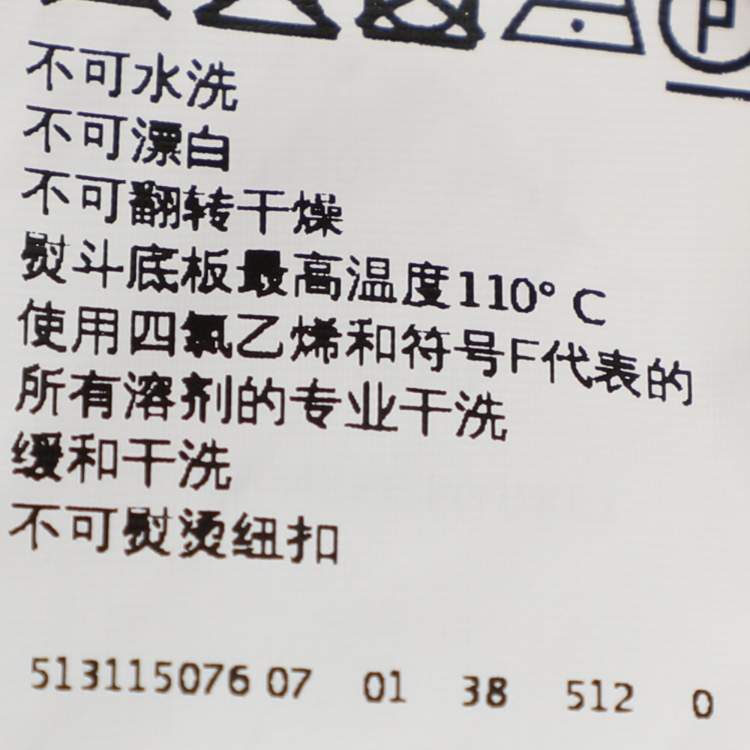 P
不可水洗
不可漂白
不可翻转干燥
熨斗底板最高温度110° C
使用四氯乙烯和符号F代表的
所有溶剂的专业干洗
缓和干洗
不可熨烫纽扣
513115076 07 01 38 512 0